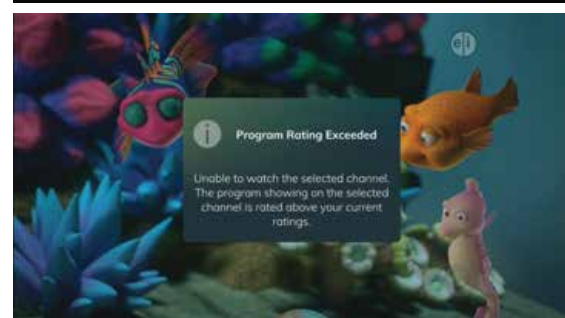 e/i
Program Rating Exceeded
Unable to watch the selected channel.
The program showing on the selected
channel is rated above your current
ratings.